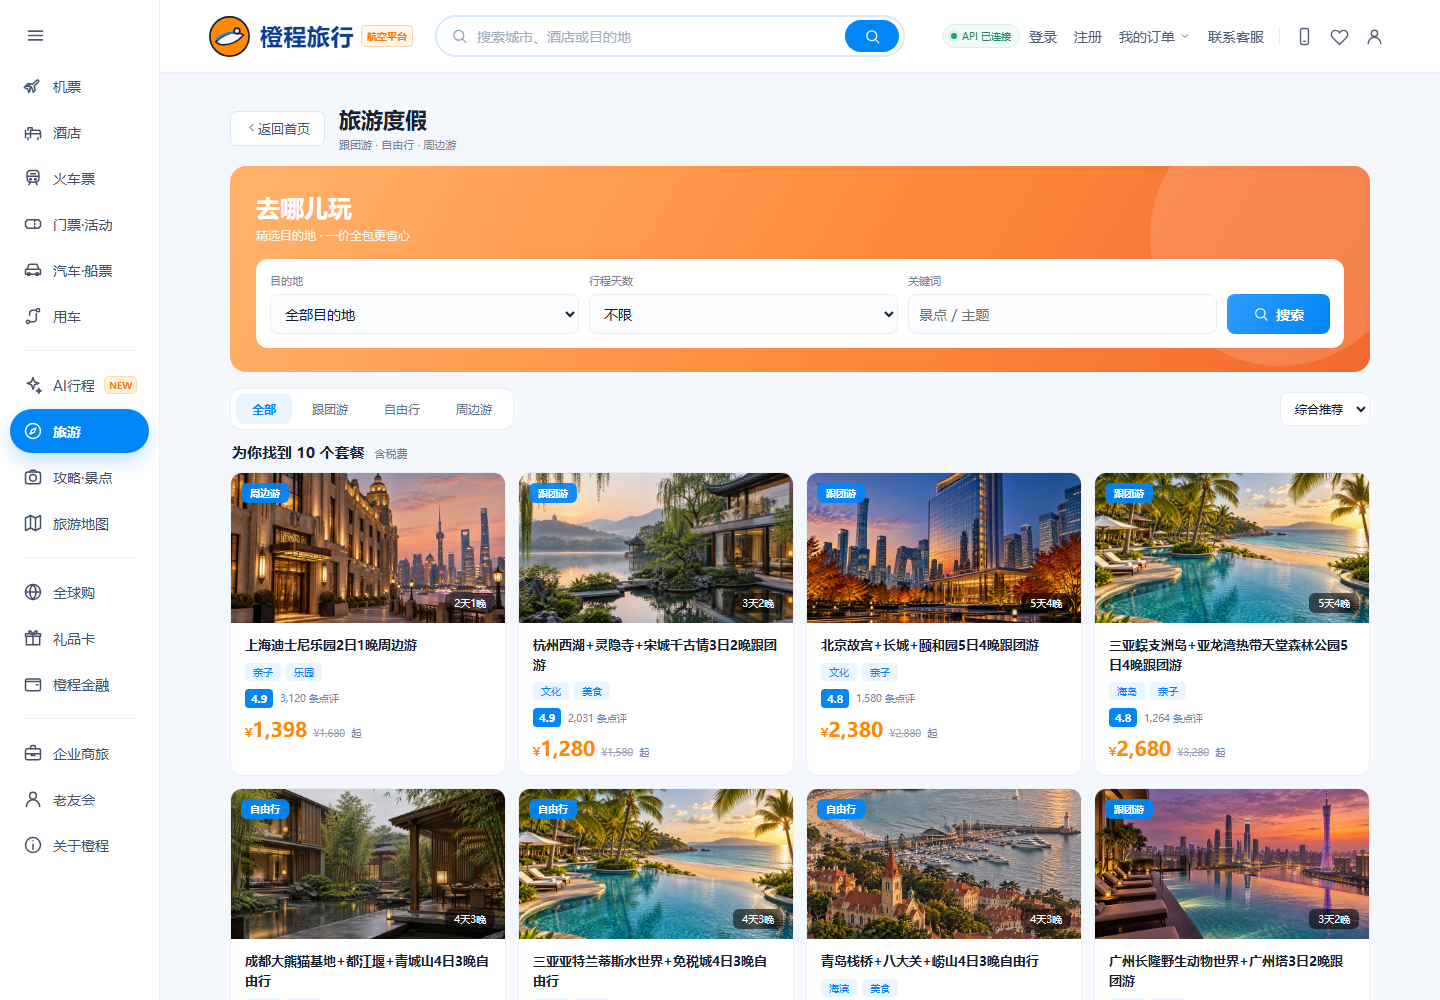 橙程旅行
航空平台
搜索城市、酒店或目的地
API 已连接
登录
注册
我的订单
联系客服
机票
酒店
火车票
门票·活动
汽车·船票
用车
AI行程
NEW
旅游
攻略·景点
旅游地图
全球购
礼品卡
橙程金融
企业商旅
老友会
关于橙程
返回首页
旅游度假
跟团游 · 自由行 · 周边游
去哪儿玩
精选目的地 · 一价全包更省心
目的地
行程天数
关键词
全部目的地
不限
景点 / 主题
搜索
全部
跟团游
自由行
周边游
综合推荐
为你找到 10 个套餐 含税费
周边游
2天1晚
上海迪士尼乐园2日1晚周边游
亲子
乐园
4.9
3,120 条点评
¥1,398 ¥1,680 起
跟团游
3天2晚
杭州西湖+灵隐寺+宋城千古情3日2晚跟团
游
文化
美食
4.9
2,031 条点评
¥1,280 ¥1,580 起
跟团游
5天4晚
北京故宫+长城+颐和园5日4晚跟团游
文化
亲子
4.8
1,580 条点评
¥2,380 ¥2,880 起
跟团游
5天4晚
三亚蜈支洲岛+亚龙湾热带天堂森林公园5
日4晚跟团游
海岛
亲子
4.8
1,264 条点评
¥2,680 ¥3,280 起
自由行
4天3晚
成都大熊猫基地+都江堰+青城山4日3晚自
由行
自由行
4天3晚
三亚亚特兰蒂斯水世界+免税城4日3晚自
由行
自由行
4天3晚
青岛栈桥+八大关+崂山4日3晚自由行
海滨
美食
跟团游
3天2晚
广州长隆野生动物世界+广州塔3日2晚跟
团游